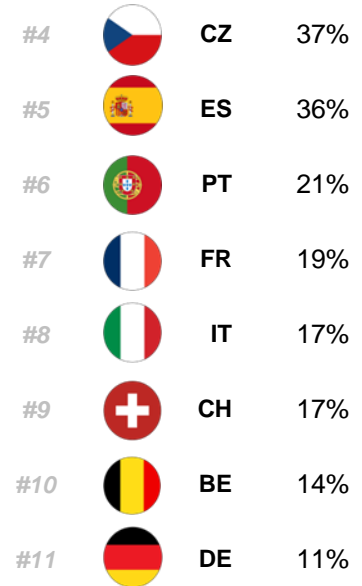 #4 CZ 37%
#5 ES 36%
#6 PT 21%
#7 FR 19%
#8 IT 17%
#9 CH 17%
#10 BE 14%
#11 DE 11%